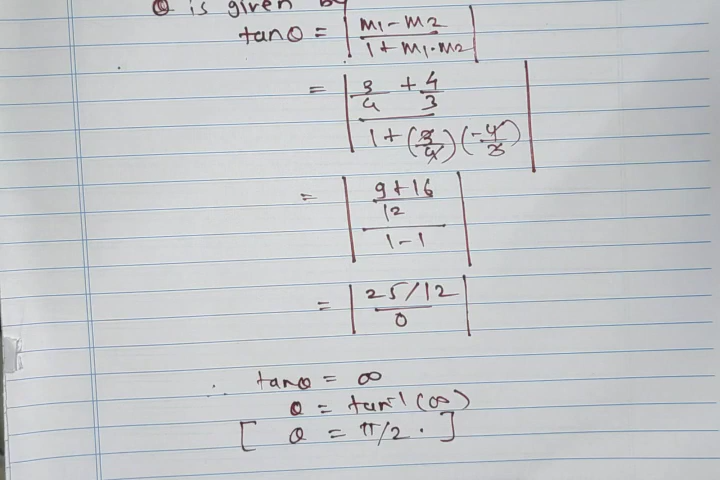 θ is given by
tanθ = | (m1 - m2) / (1 + m1·m2) |
= | (3/4 + 4/3) / (1 + (3/4)(-4/3)) |
= | ((9+16)/12) / (1-1) |
= | (25/12) / 0 |
∴ tanθ = ∞
θ = tan⁻¹(∞)
[ θ = π/2 . ]